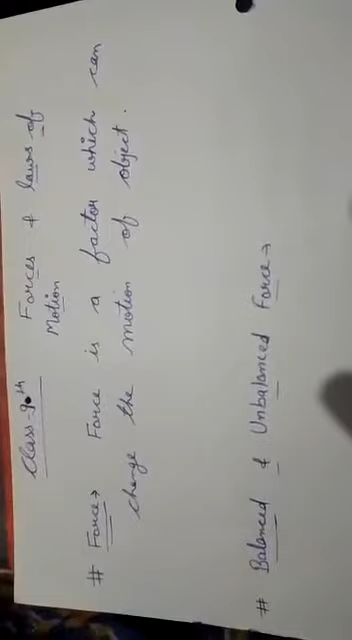 Class-9th Forces & laws of
Motion
# Force→ Force is a factor which can
change the motion of object.
# Balanced & Unbalanced Force→